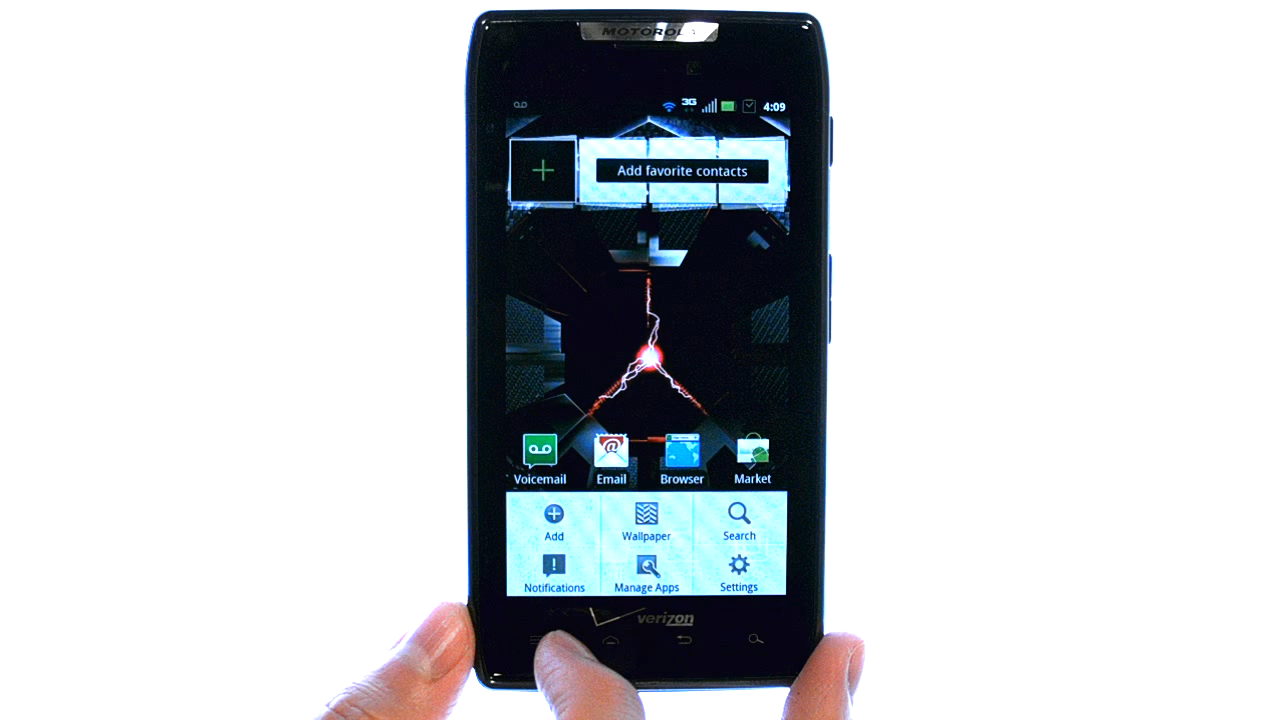 MOTOROLA
3G 4:09
Add favorite contacts
Voicemail Email Browser Market
Add Wallpaper Search
Notifications Manage Apps Settings
verizon